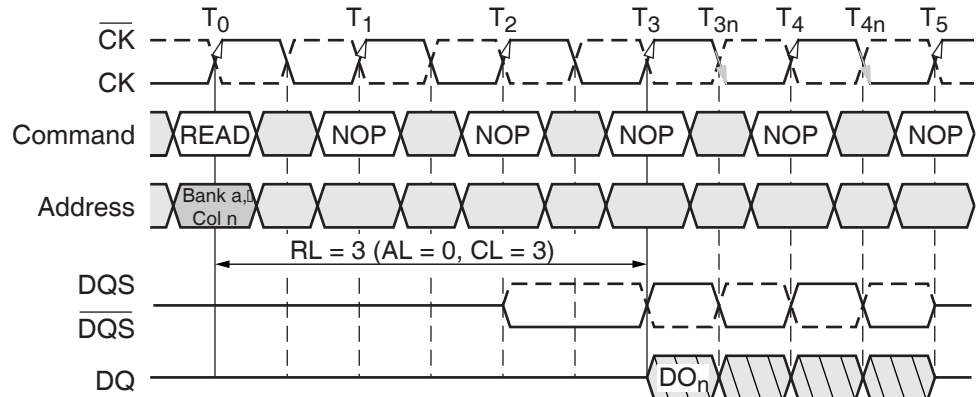 T0 T1 T2 T3 T3n T4 T4n T5
CK
CK
Command READ NOP NOP NOP NOP NOP
Address Bank a,
Col n
RL = 3 (AL = 0, CL = 3)
DQS
DQS
DQ DOn